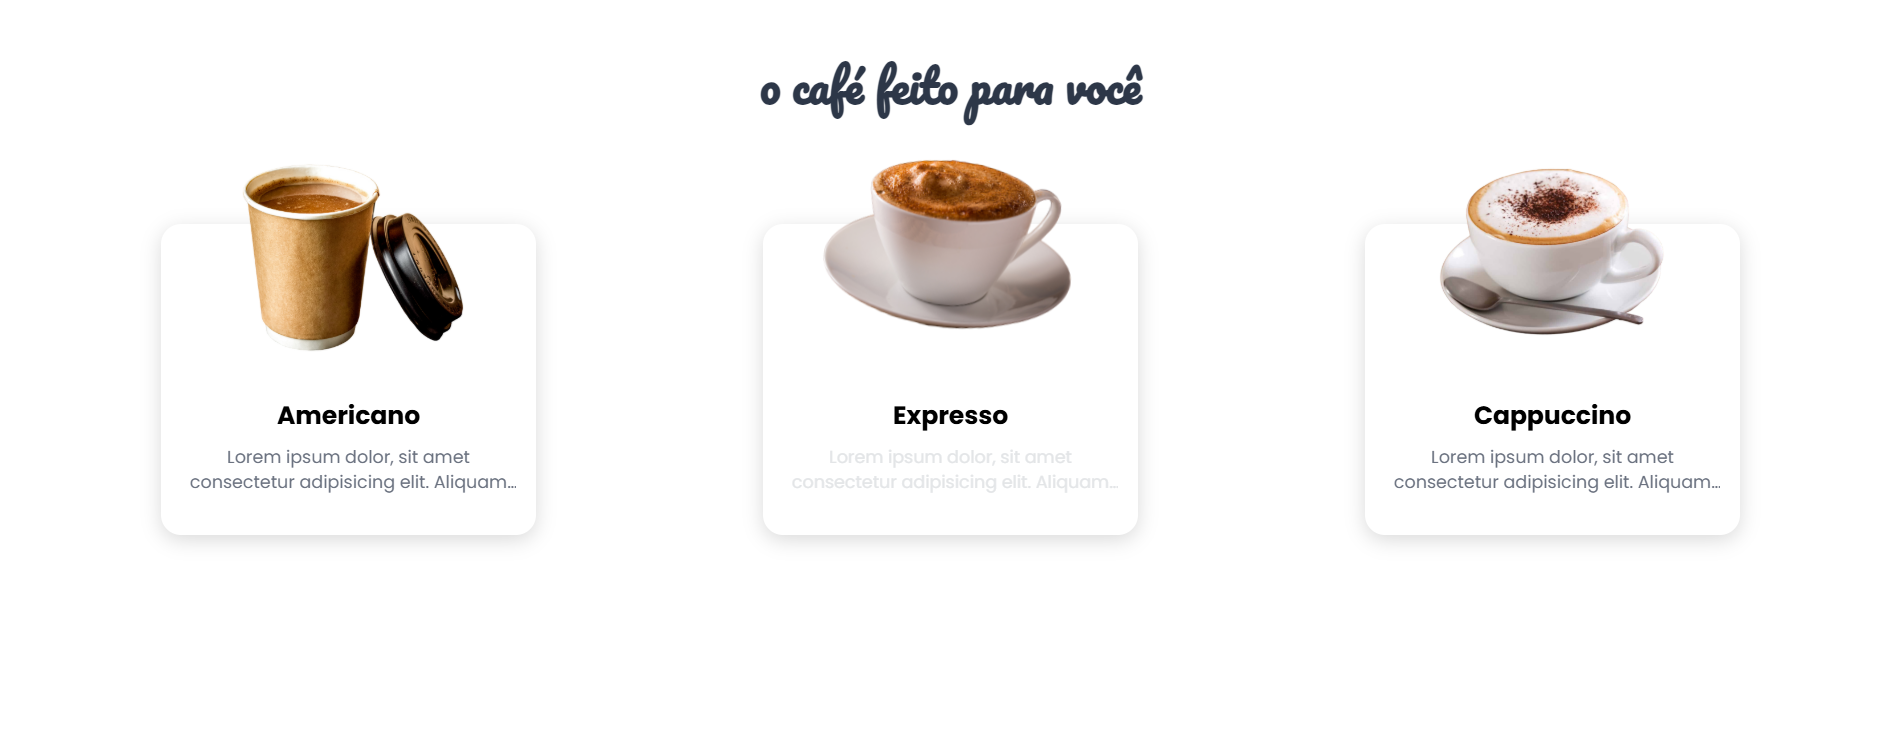 o café feito para você
Americano
Lorem ipsum dolor, sit amet
consectetur adipisicing elit. Aliquam...
Expresso
Lorem ipsum dolor, sit amet
consectetur adipisicing elit. Aliquam...
Cappuccino
Lorem ipsum dolor, sit amet
consectetur adipisicing elit. Aliquam...